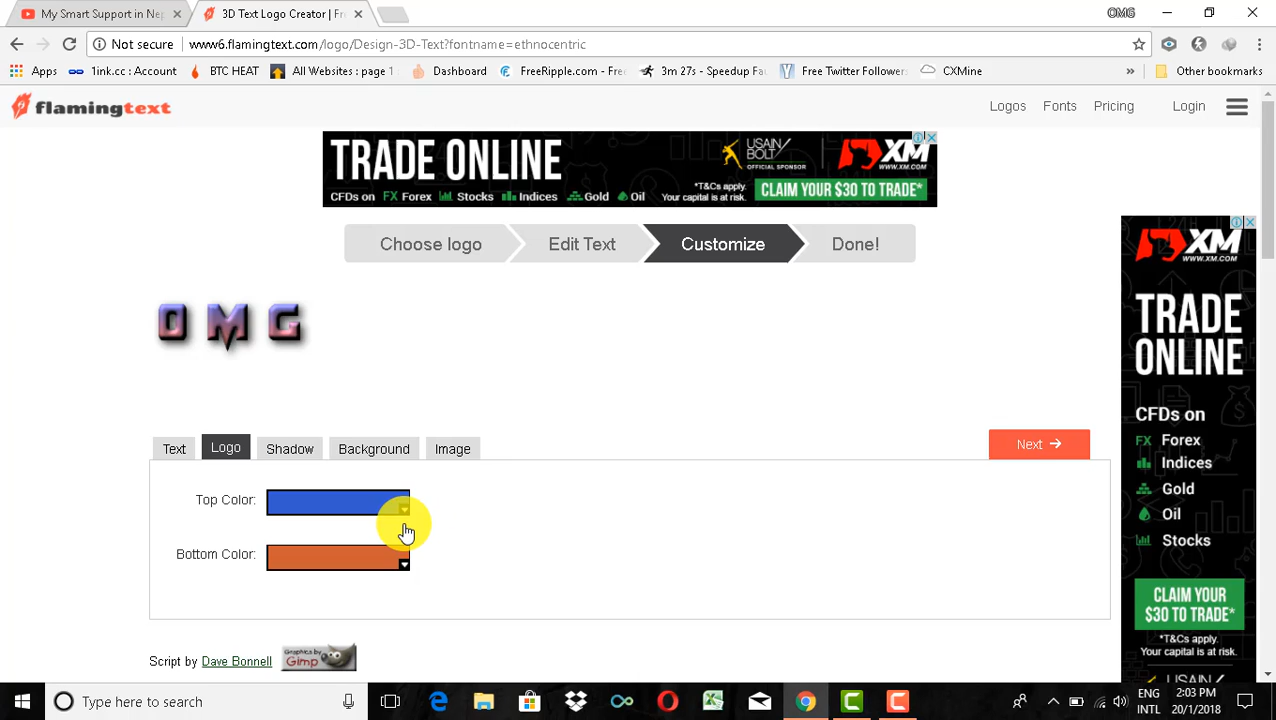 My Smart Support in Nep
3D Text Logo Creator | Fr
OMG
Not secure
www6.flamingtext.com/logo/Design-3D-Text?fontname=ethnocentric
Apps
1ink.cc : Account
BTC HEAT
All Websites : page 1
Dashboard
FreeRipple.com - Free
3m 27s - Speedup Fau
Free Twitter Followers
CXMine
»
Other bookmarks
flamingtext
Logos
Fonts
Pricing
Login
TRADE ONLINE
CFDs on FX Forex Stocks Indices Gold Oil
USAIN BOLT
OFFICIAL SPONSOR
XM
*T&Cs apply.
Your capital is at risk.
CLAIM YOUR $30 TO TRADE*
Choose logo
Edit Text
Customize
Done!
OMG
Text
Logo
Shadow
Background
Image
Next
Top Color:
Bottom Color:
Script by Dave Bonnell
Graphics by
Gimp
XM
WWW.XM.COM
TRADE
ONLINE
CFDs on
FX Forex
Indices
Gold
Oil
Stocks
CLAIM YOUR
$30 TO TRADE*
*T&Cs apply.
Your capital is at risk.
Type here to search
ENG
INTL
2:03 PM
20/1/2018